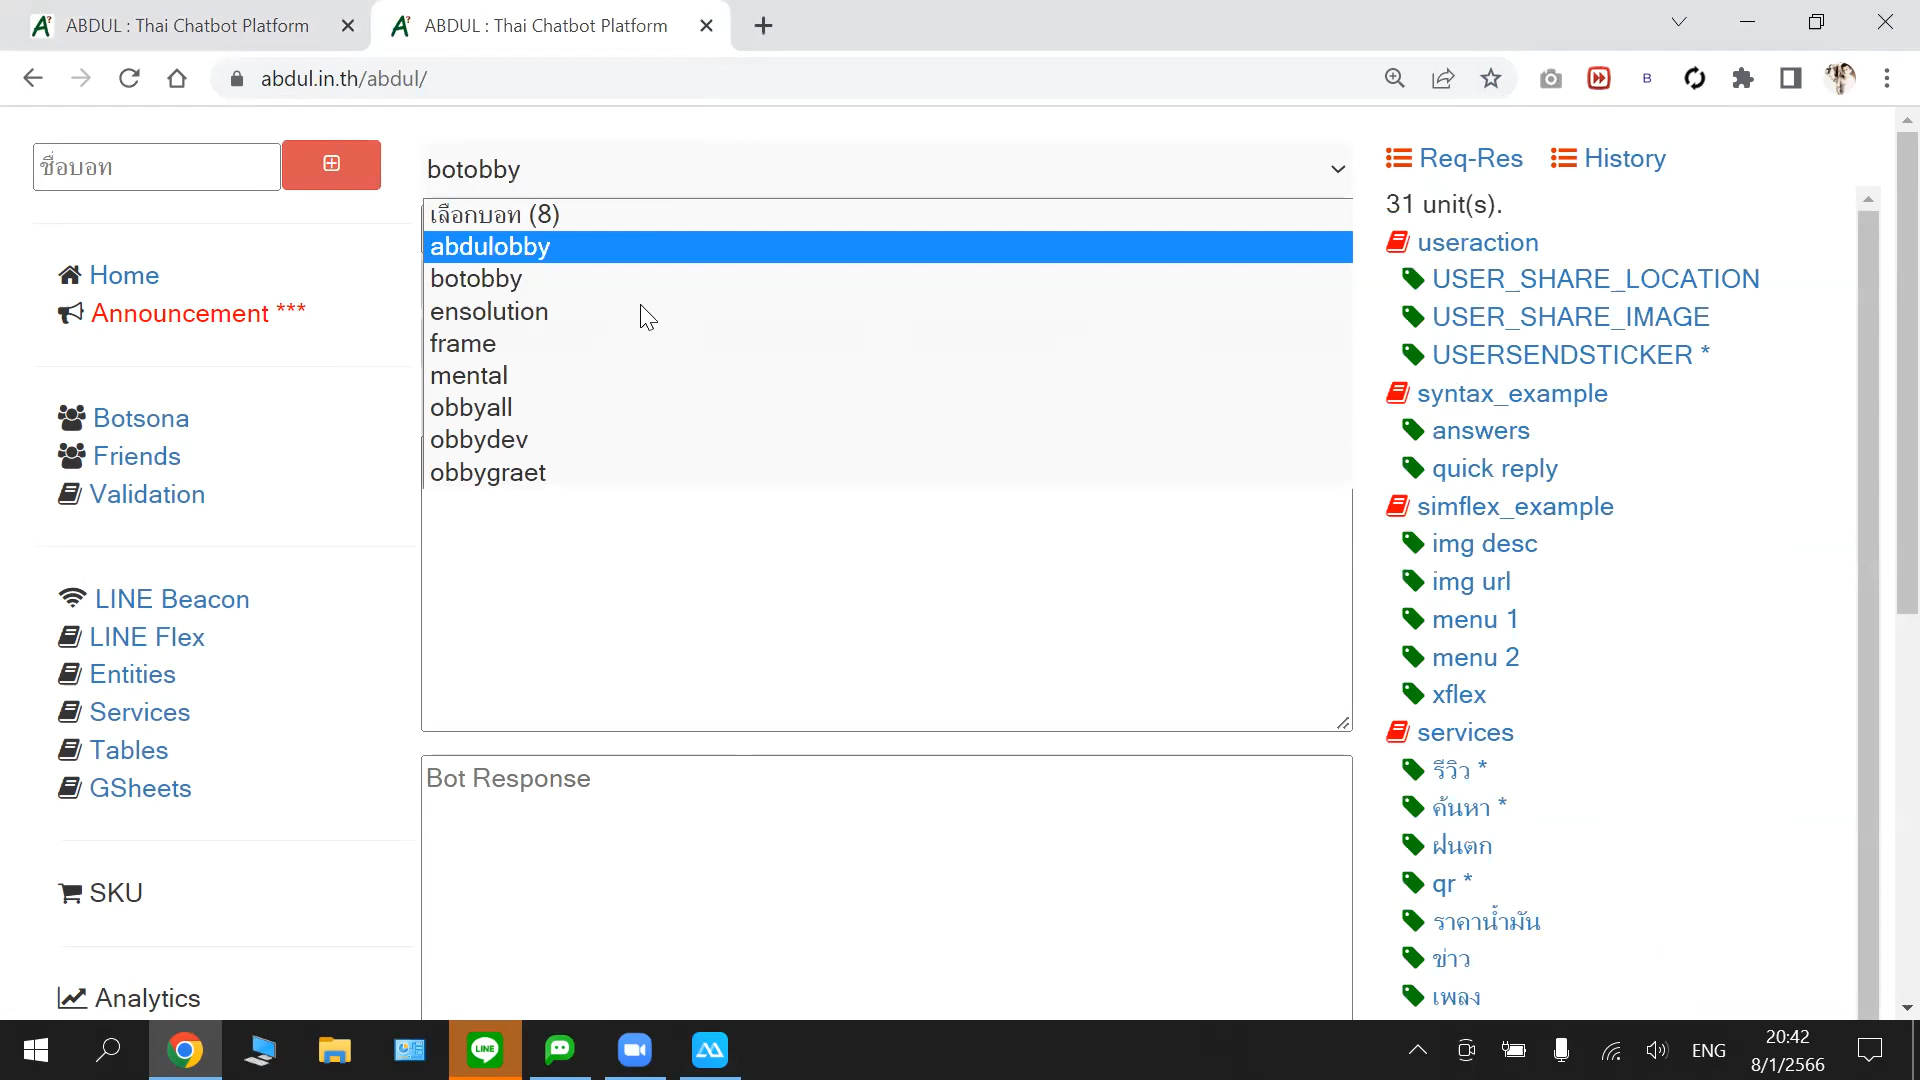 ABDUL : Thai Chatbot Platform
ABDUL : Thai Chatbot Platform
abdul.in.th/abdul/
B
ชื่อบอท
Home
Announcement ***
Botsona
Friends
Validation
LINE Beacon
LINE Flex
Entities
Services
Tables
GSheets
SKU
Analytics
botobby
เลือกบอท (8)
abdulobby
botobby
ensolution
frame
mental
obbyall
obbydev
obbygraet
Bot Response
Req-Res History
31 unit(s).
useraction
USER_SHARE_LOCATION
USER_SHARE_IMAGE
USERSENDSTICKER *
syntax_example
answers
quick reply
simflex_example
img desc
img url
menu 1
menu 2
xflex
services
รีวิว *
ค้นหา *
ฝนตก
qr *
ราคาน้ำมัน
ข่าว
เพลง
LINE
ENG
20:42
8/1/2566